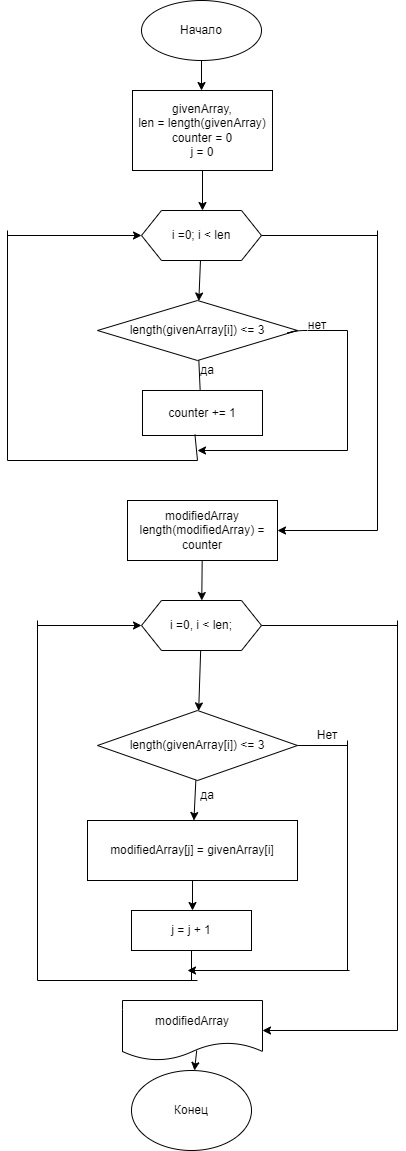 Начало
givenArray,
len = length(givenArray)
counter = 0
j = 0
i =0; i < len
length(givenArray[i]) <= 3
нет
да
counter += 1
modifiedArray
length(modifiedArray) =
counter
i =0, i < len;
length(givenArray[i]) <= 3
Нет
да
modifiedArray[j] = givenArray[i]
j = j + 1
modifiedArray
Конец